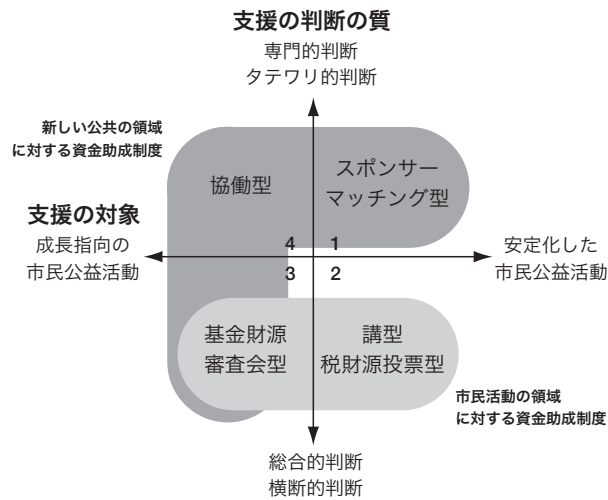 支援の判断の質
専門的判断
タテワリ的判断
新しい公共の領域
に対する資金助成制度
協働型
スポンサー
マッチング型
支援の対象
成長指向の
市民公益活動
4 1
3 2
安定化した
市民公益活動
基金財源
審査会型
講型
税財源投票型
市民活動の領域
に対する資金助成制度
総合的判断
横断的判断